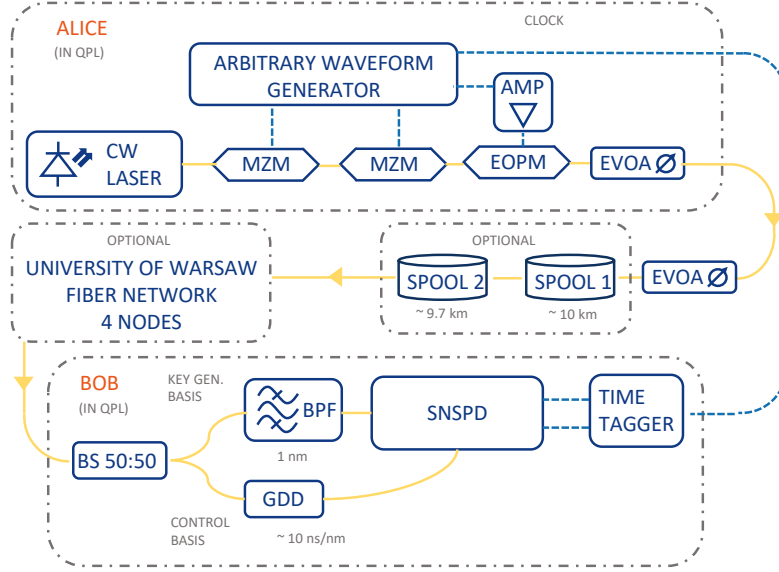 ALICE
(IN QPL)
CLOCK
ARBITRARY WAVEFORM
GENERATOR
AMP
CW
LASER
MZM
MZM
EOPM
EVOA
OPTIONAL
UNIVERSITY OF WARSAW
FIBER NETWORK
4 NODES
OPTIONAL
SPOOL 2
SPOOL 1
~ 9.7 km
~ 10 km
EVOA
BOB
(IN QPL)
KEY GEN.
BASIS
BPF
1 nm
SNSPD
TIME
TAGGER
BS 50:50
GDD
CONTROL
BASIS
~ 10 ns/nm